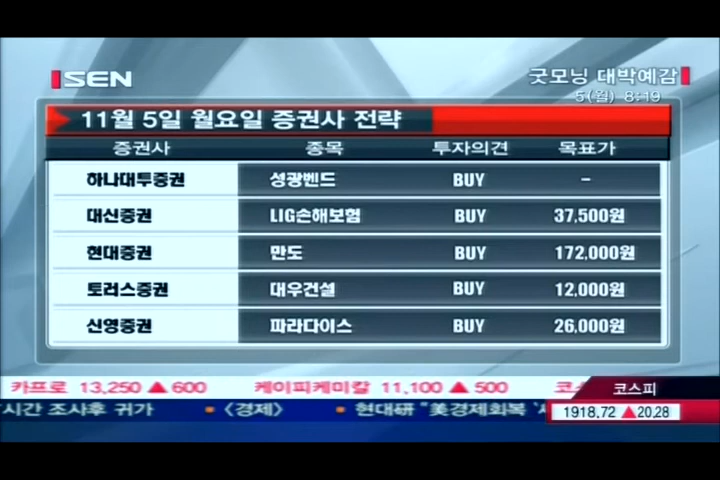 SEN
굿모닝 대박예감
5(월) 8:19
11월 5일 월요일 증권사 전략
증권사 종목 투자의견 목표가
하나대투증권 성광벤드 BUY -
대신증권 LIG손해보험 BUY 37,500원
현대증권 만도 BUY 172,000원
토러스증권 대우건설 BUY 12,000원
신영증권 파라다이스 BUY 26,000원
카프로 13,250 ▲ 600 케이피케미칼 11,100 ▲ 500 코스
코스피
시간 조사후 귀가 ▪ <경제> ▪ 현대硏 "美경제회복 '
1918.72 ▲20.28